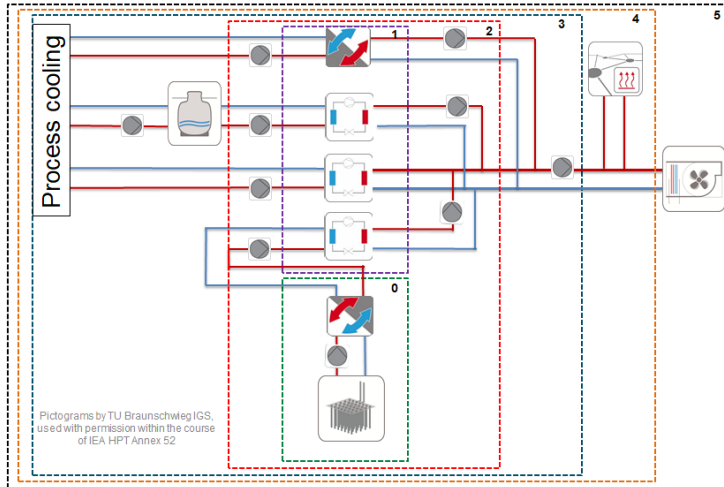 5
4
3
2
1
Process cooling
0
Pictograms by TU Braunschwieg IGS,
used with permission within the course
of IEA HPT Annex 52